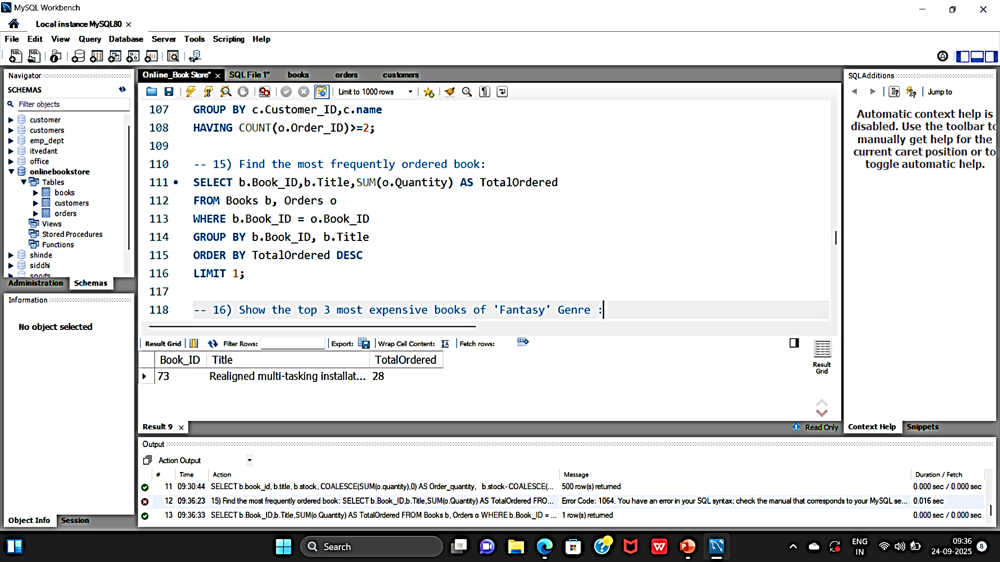 MySQL Workbench
Local instance MySQL80
File Edit View Query Database Server Tools Scripting Help
Navigator
SCHEMAS
Filter objects
customer
customers
emp_dept
itvedant
office
onlinebookstore
Tables
books
customers
orders
Views
Stored Procedures
Functions
shinde
siddhi
sports
Administration Schemas
Information
No object selected
Object Info Session
Online_Book Store* SQL File 1* books orders customers
Limit to 1000 rows
107 GROUP BY c.Customer_ID,c.name
108 HAVING COUNT(o.Order_ID)>=2;
109
110 -- 15) Find the most frequently ordered book:
111 SELECT b.Book_ID,b.Title,SUM(o.Quantity) AS TotalOrdered
112 FROM Books b, Orders o
113 WHERE b.Book_ID = o.Book_ID
114 GROUP BY b.Book_ID, b.Title
115 ORDER BY TotalOrdered DESC
116 LIMIT 1;
117
118 -- 16) Show the top 3 most expensive books of 'Fantasy' Genre :
Result Grid Filter Rows: Export: Wrap Cell Content: Fetch rows:
Book_ID Title TotalOrdered
73 Realigned multi-tasking installat... 28
Result
Grid
Result 9
Read Only
SQLAdditions
Jump to
Automatic context help is
disabled. Use the toolbar to
manually get help for the
current caret position or to
toggle automatic help.
Context Help Snippets
Output
Action Output
# Time Action Message Duration / Fetch
11 09:30:44 SELECT b.book_id, b.title, b.stock, COALESCE(SUM(o.quantity),0) AS Order_quantity, b.stock- COALESCE(... 500 row(s) returned 0.000 sec / 0.000 sec
12 09:36:23 15) Find the most frequently ordered book: SELECT b.Book_ID,b.Title,SUM(o.Quantity) AS TotalOrdered FRO... Error Code: 1064. You have an error in your SQL syntax; check the manual that corresponds to your MySQL se... 0.016 sec
13 09:36:33 SELECT b.Book_ID,b.Title,SUM(o.Quantity) AS TotalOrdered FROM Books b, Orders o WHERE b.Book_ID = ... 1 row(s) returned 0.000 sec / 0.000 sec
Search
ENG
IN
09:36
24-09-2025
8